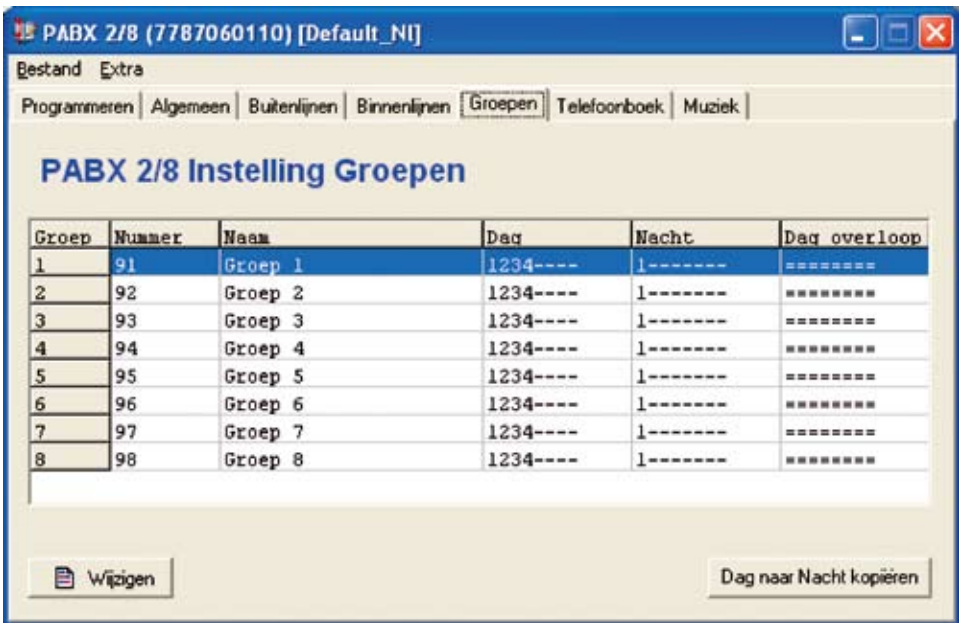 PABX 2/8 (7787060110) [Default_Nl]
Bestand Extra
Programmeren Algemeen Buitenlijnen Binnenlijnen Groepen Telefoonboek Muziek
PABX 2/8 Instelling Groepen
Groep Nummer Naam Dag Nacht Dag overloop
1 91 Groep 1 1234---- 1------- ========
2 92 Groep 2 1234---- 1------- ========
3 93 Groep 3 1234---- 1------- ========
4 94 Groep 4 1234---- 1------- ========
5 95 Groep 5 1234---- 1------- ========
6 96 Groep 6 1234---- 1------- ========
7 97 Groep 7 1234---- 1------- ========
8 98 Groep 8 1234---- 1------- ========
Wijzigen Dag naar Nacht kopiëren